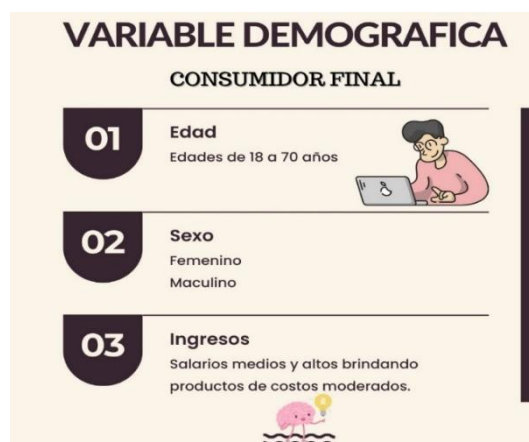 VARIABLE DEMOGRAFICA
CONSUMIDOR FINAL
01
Edad
Edades de 18 a 70 años
02
Sexo
Femenino
Maculino
03
Ingresos
Salarios medios y altos brindando
productos de costos moderados.